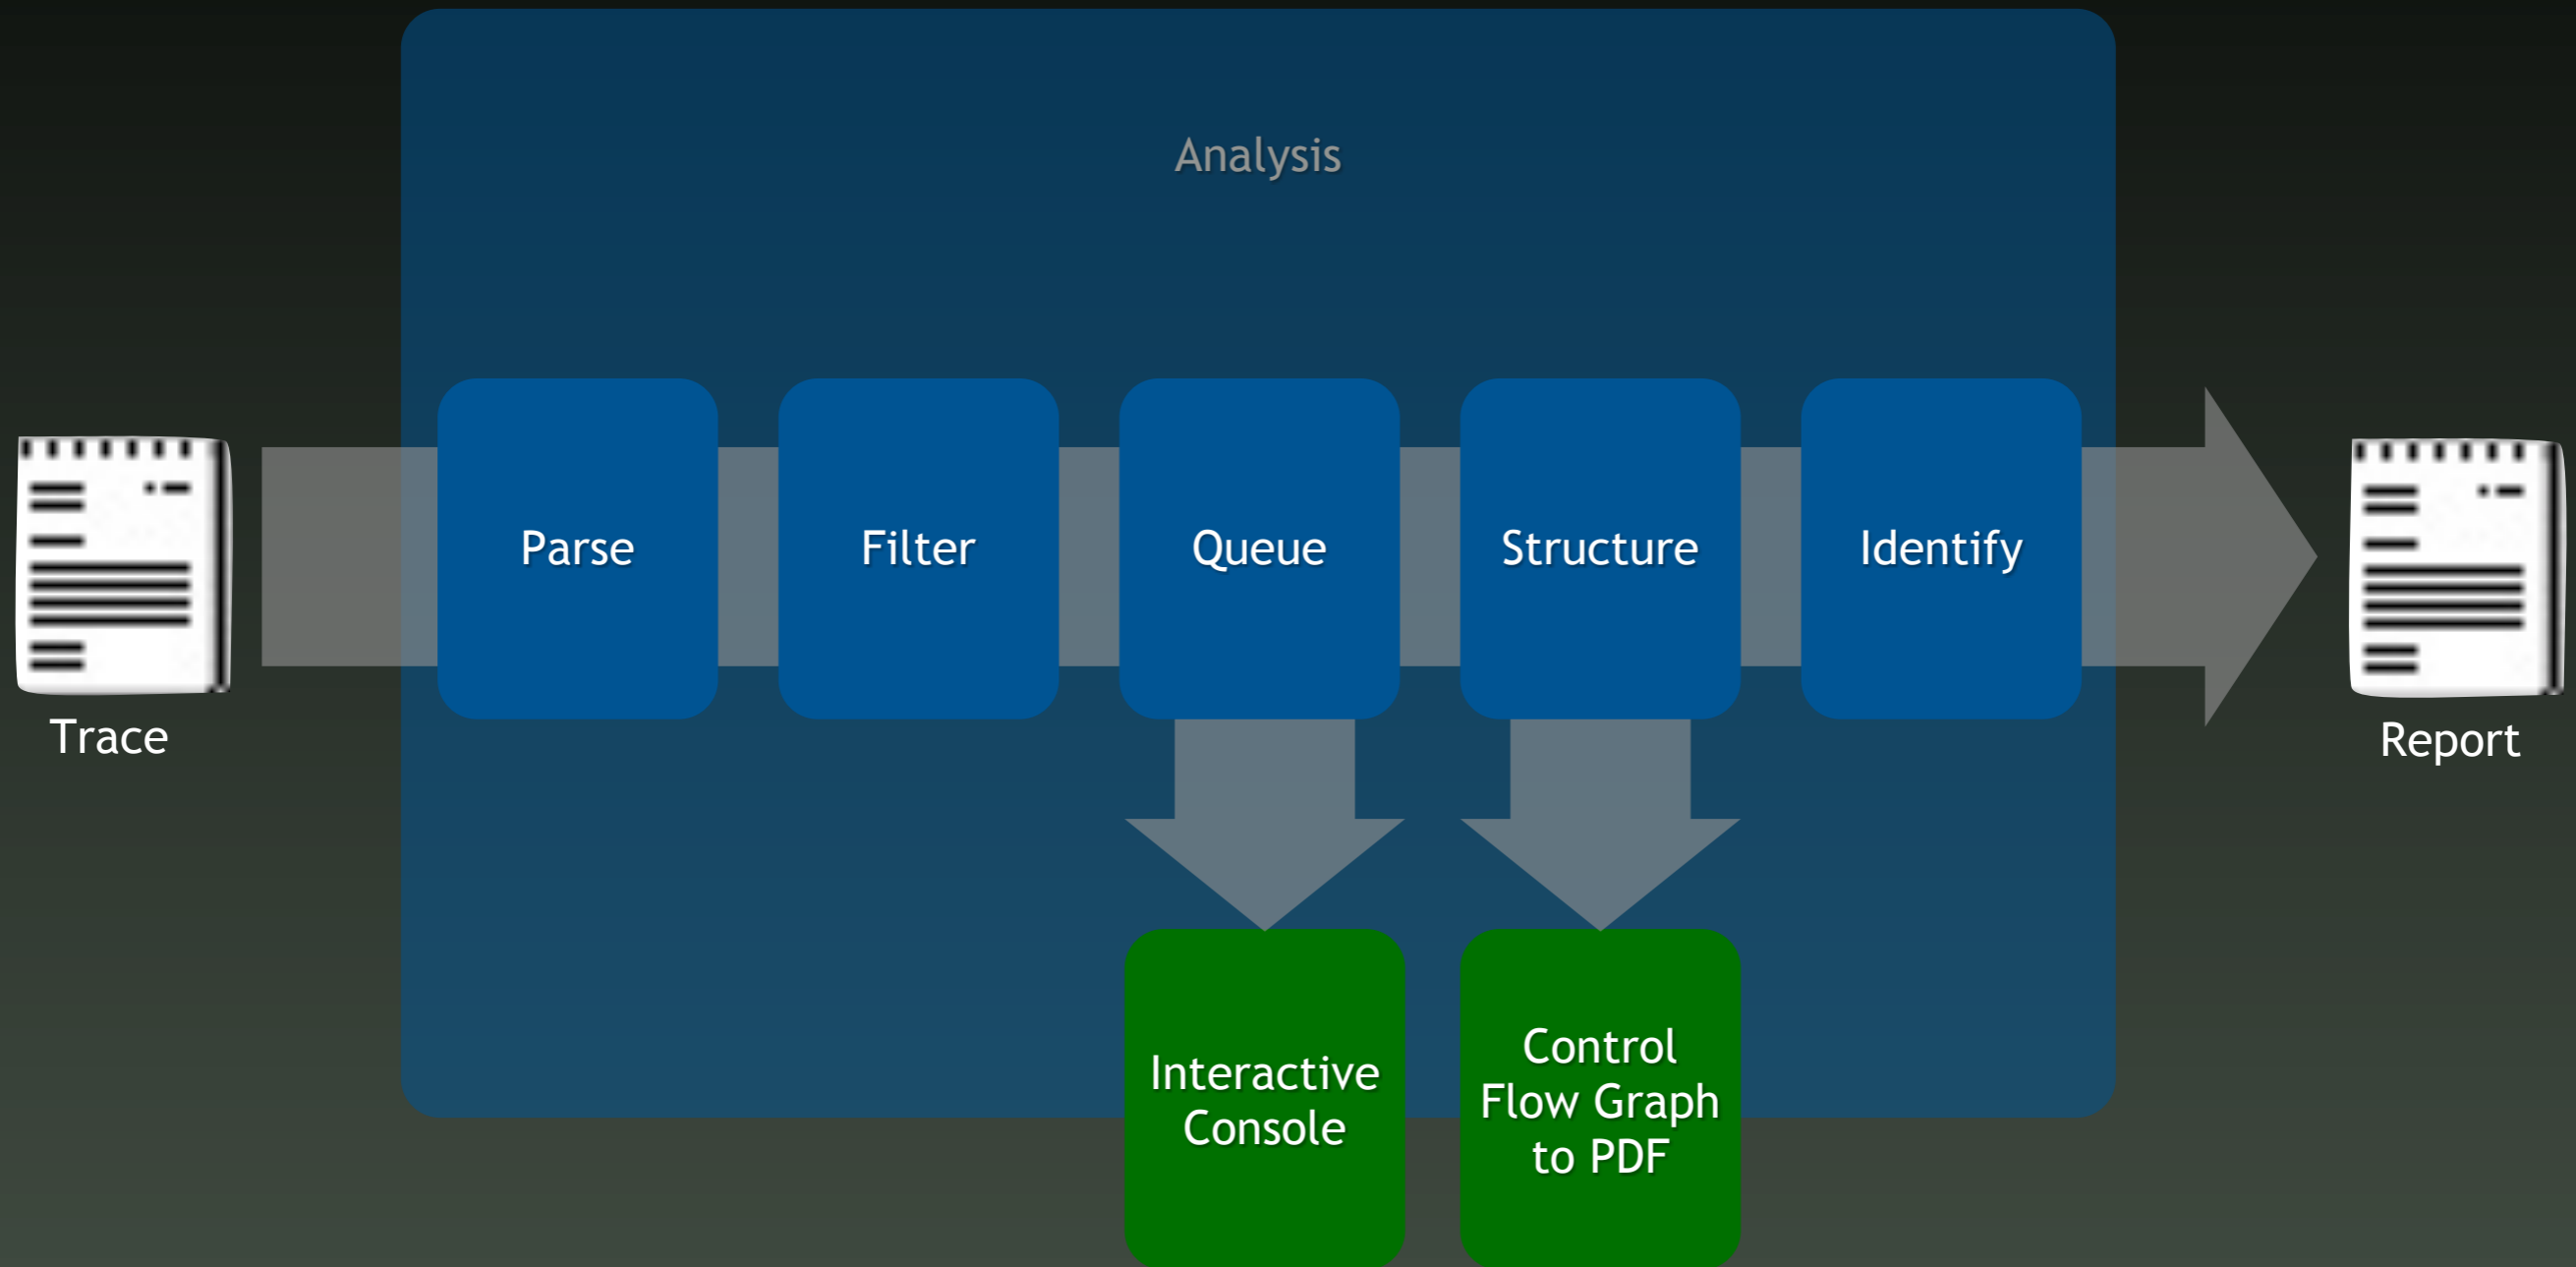 Analysis
Parse
Filter
Queue
Structure
Identify
Trace
Report
Interactive
Console
Control
Flow Graph
to PDF